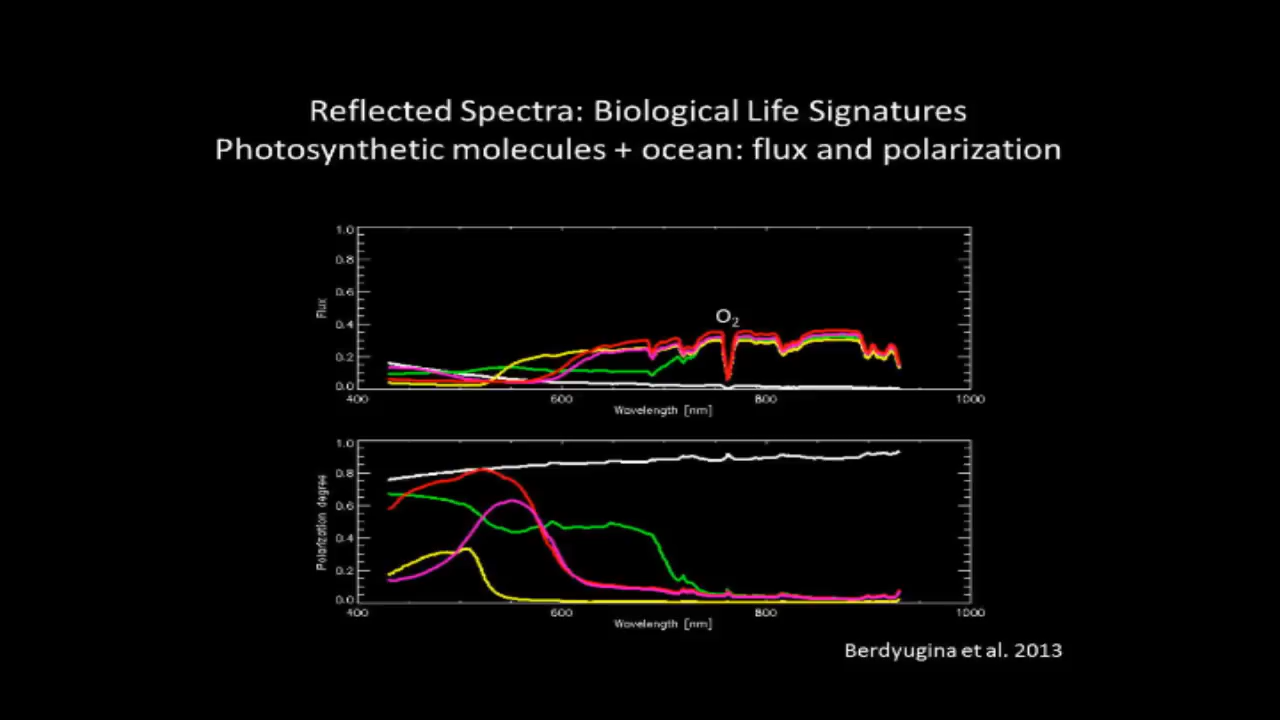 Reflected Spectra: Biological Life Signatures
Photosynthetic molecules + ocean: flux and polarization
1.0
0.8
0.6
0.4
0.2
0.0
Flux
O₂
400 600 800 1000
Wavelength [nm]
1.0
0.8
0.6
0.4
0.2
0.0
Polarization degree
400 600 800 1000
Wavelength [nm]
Berdyugina et al. 2013